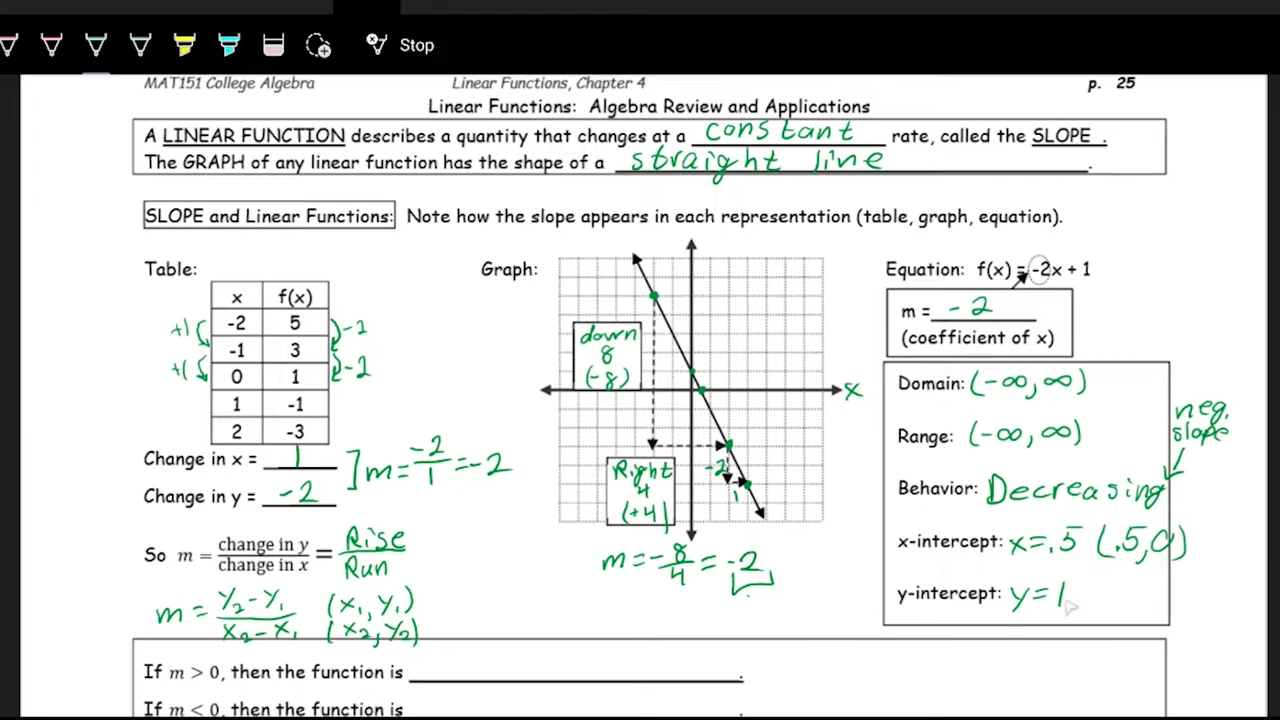 Stop
MAT151 College Algebra Linear Functions, Chapter 4 p. 25
Linear Functions: Algebra Review and Applications
A LINEAR FUNCTION describes a quantity that changes at a constant rate, called the SLOPE .
The GRAPH of any linear function has the shape of a straight line .
SLOPE and Linear Functions: Note how the slope appears in each representation (table, graph, equation).
Table:
x f(x)
-2 5
-1 3
0 1
1 -1
2 -3
+1 -2
+1 -2
Change in x = 1
Change in y = -2
] m = -2/1 = -2
So m = change in y/change in x = Rise/Run
m = y₂-y₁/x₂-x₁ (x₁, y₁)
(x₂, y₂)
Graph:
down
8
(-8)
x
Right
4
(+4)
-2
1
m = -8/4 = -2
Equation: f(x) = -2x + 1
m = -2
(coefficient of x)
Domain: (-∞, ∞)
Range: (-∞, ∞)
neg.
slope
Behavior: Decreasing
x-intercept: x=.5 (.5,0)
y-intercept: y=1
If m > 0, then the function is .
If m < 0, then the function is .